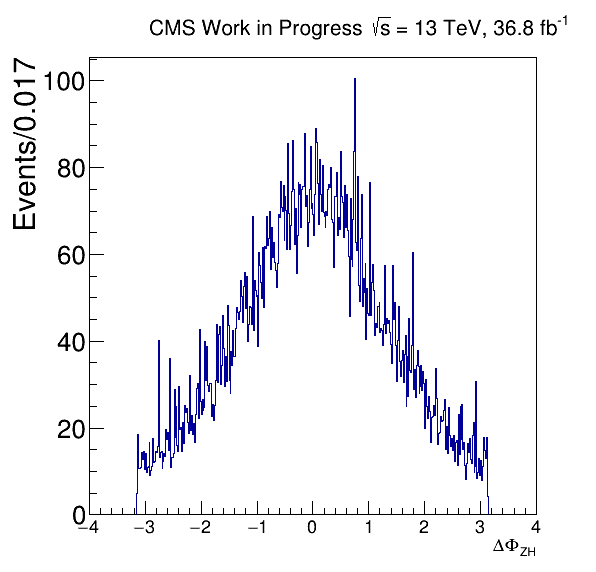 CMS Work in Progress √s = 13 TeV, 36.8 fb⁻¹
Events/0.017
100
80
60
40
20
0
−4 −3 −2 −1 0 1 2 3 4
ΔΦ_ZH